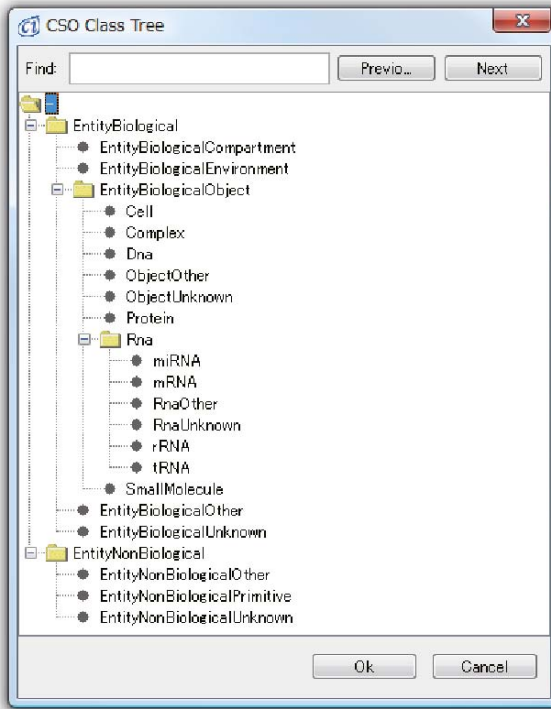 CSO Class Tree
Find: Previo... Next
EntityBiological
EntityBiologicalCompartment
EntityBiologicalEnvironment
EntityBiologicalObject
Cell
Complex
Dna
ObjectOther
ObjectUnknown
Protein
Rna
miRNA
mRNA
RnaOther
RnaUnknown
rRNA
tRNA
SmallMolecule
EntityBiologicalOther
EntityBiologicalUnknown
EntityNonBiological
EntityNonBiologicalOther
EntityNonBiologicalPrimitive
EntityNonBiologicalUnknown
Ok Cancel